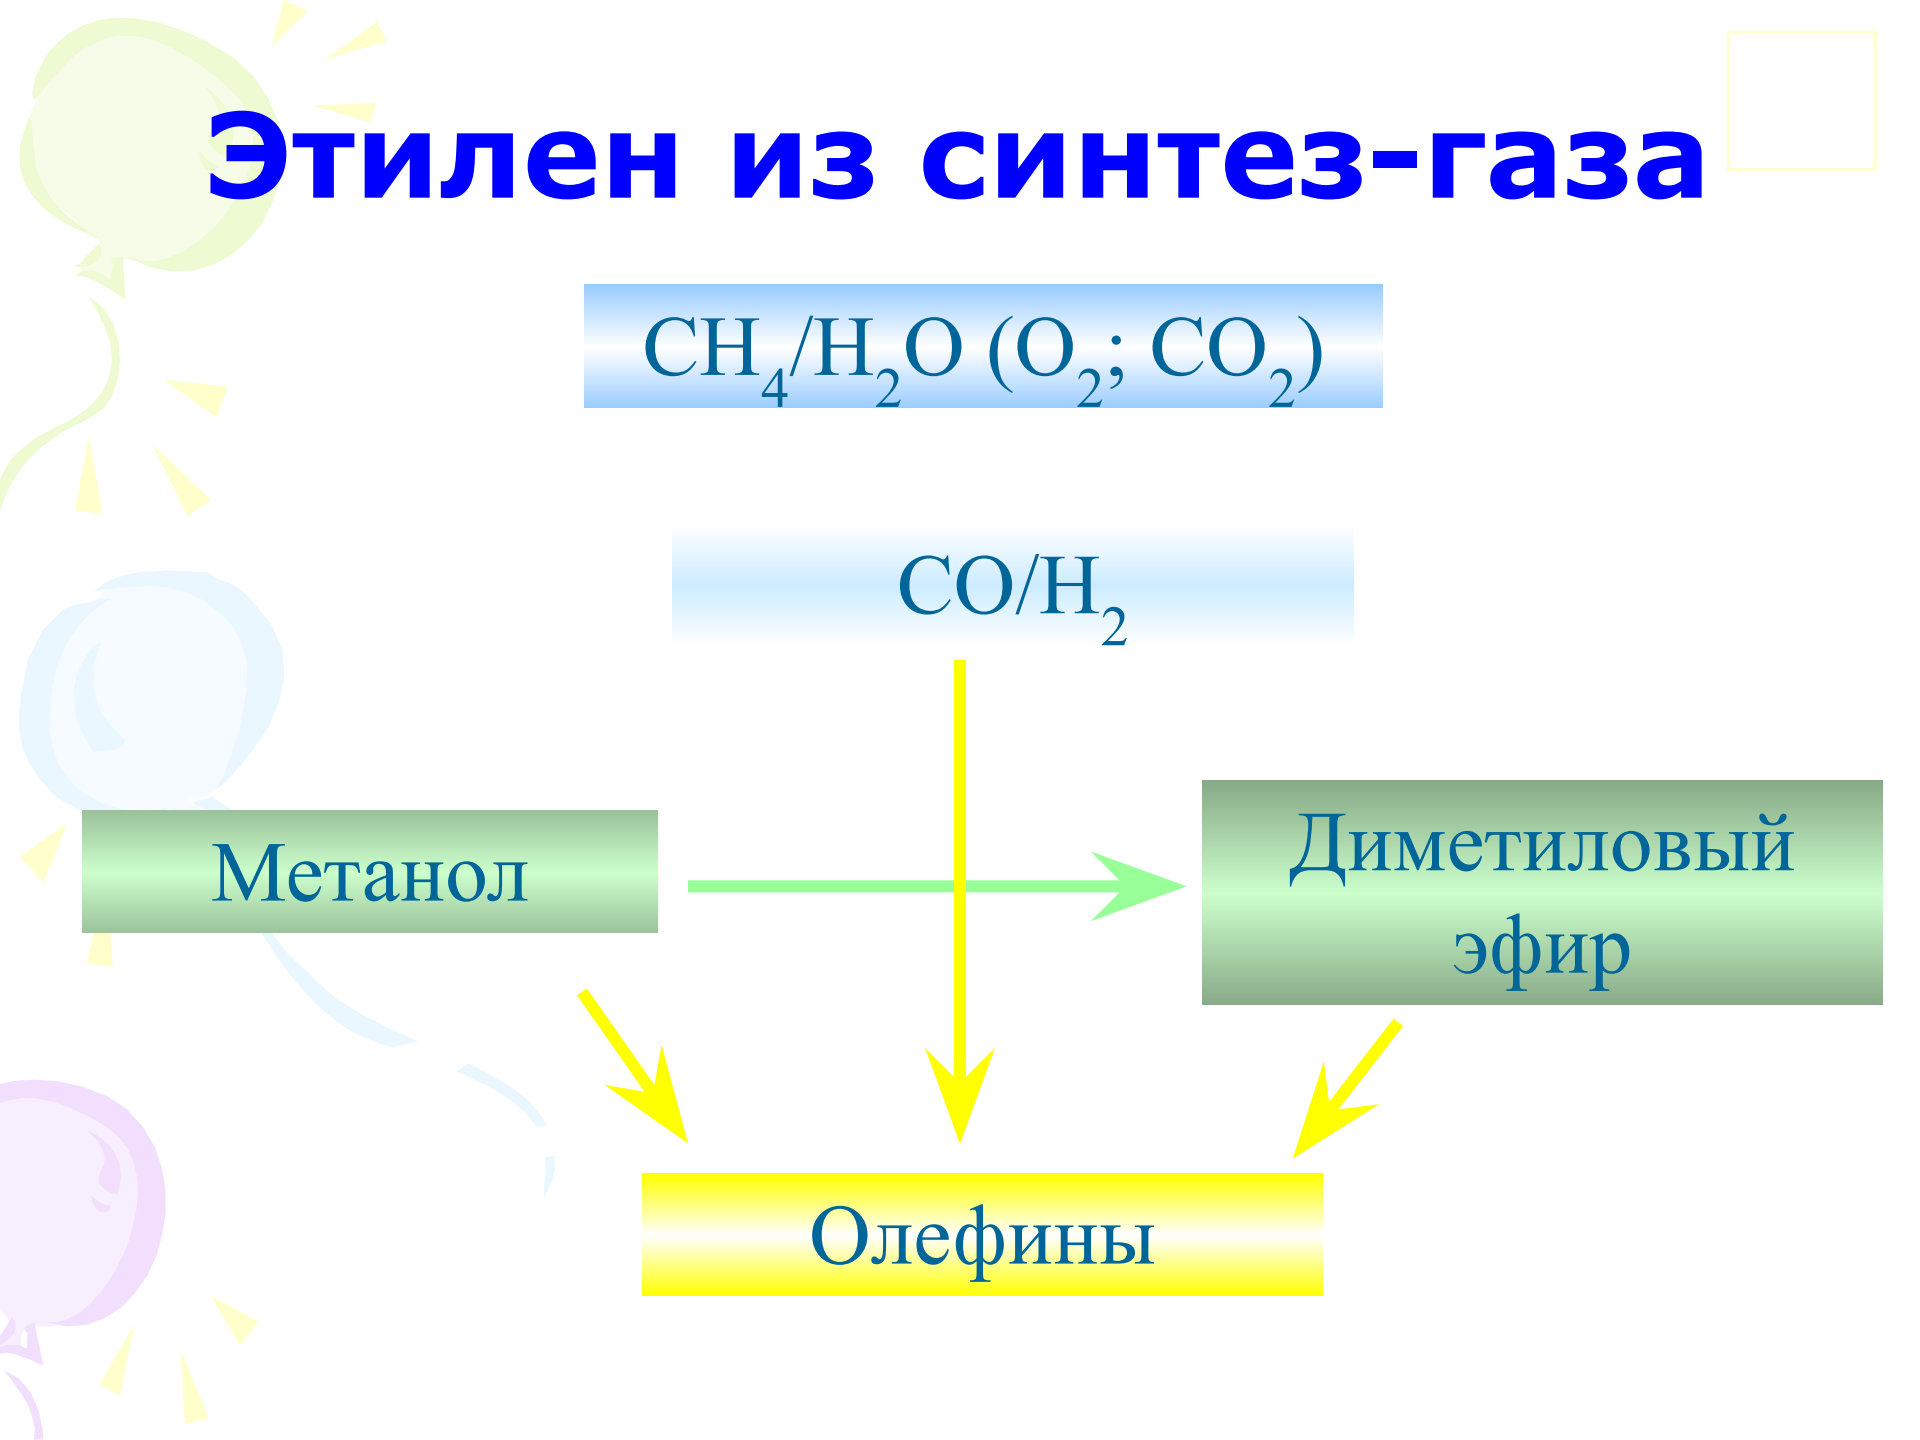 Этилен из синтез-газа
CH₄/H₂O (O₂; CO₂)
CO/H₂
Метанол
Диметиловый
эфир
Олефины